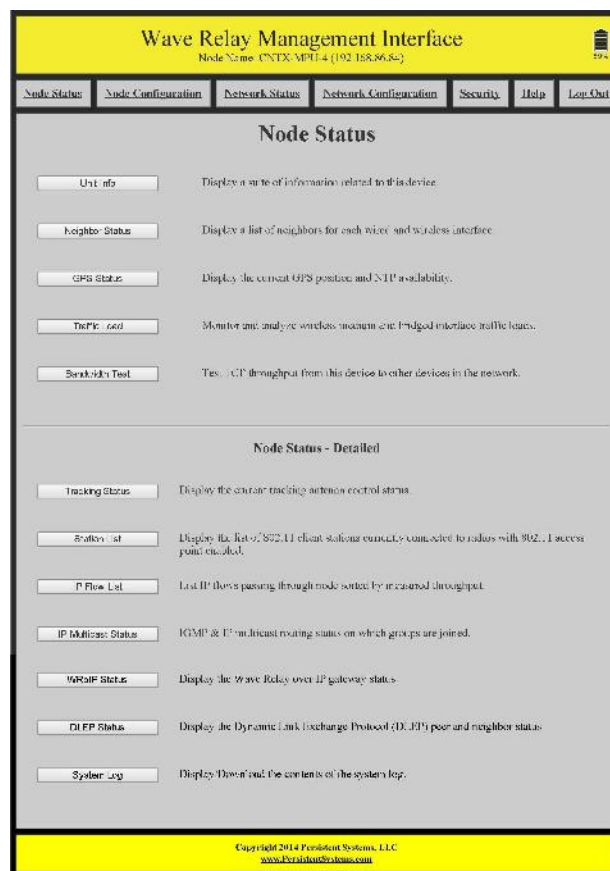 Wave Relay Management Interface
Node Name: CNTX-MPU-4 (192.168.86.84)
Node Status
Node Configuration
Network Status
Network Configuration
Security
Help
Log Out
Node Status
Unit Info
Display a suite of information related to this device.
Neighbor Status
Display a list of neighbors for each wired and wireless interface
GPS Status
Display the current GPS position and NTP availability.
Traffic Load
Monitor and analyze wireless medium and bridged interface traffic loads.
Bandwidth Test
Test TCP throughput from this device to other devices in the network.
Node Status - Detailed
Tracking Status
Display the current tracking antenna control status.
Station List
Display the list of 802.11 client stations currently connected to radios with 802.11 access
point enabled.
IP Flow List
List IP flows passing through node sorted by measured throughput.
IP Multicast Status
IGMP & IP multicast routing status on which groups are joined.
WRoIP Status
Display the Wave Relay over IP gateway status
DLEP Status
Display the Dynamic Link Exchange Protocol (DLEP) peer and neighbor status
System Log
Display/Download the contents of the system log.
Copyright 2014 Persistent Systems, LLC
www.PersistentSystems.com